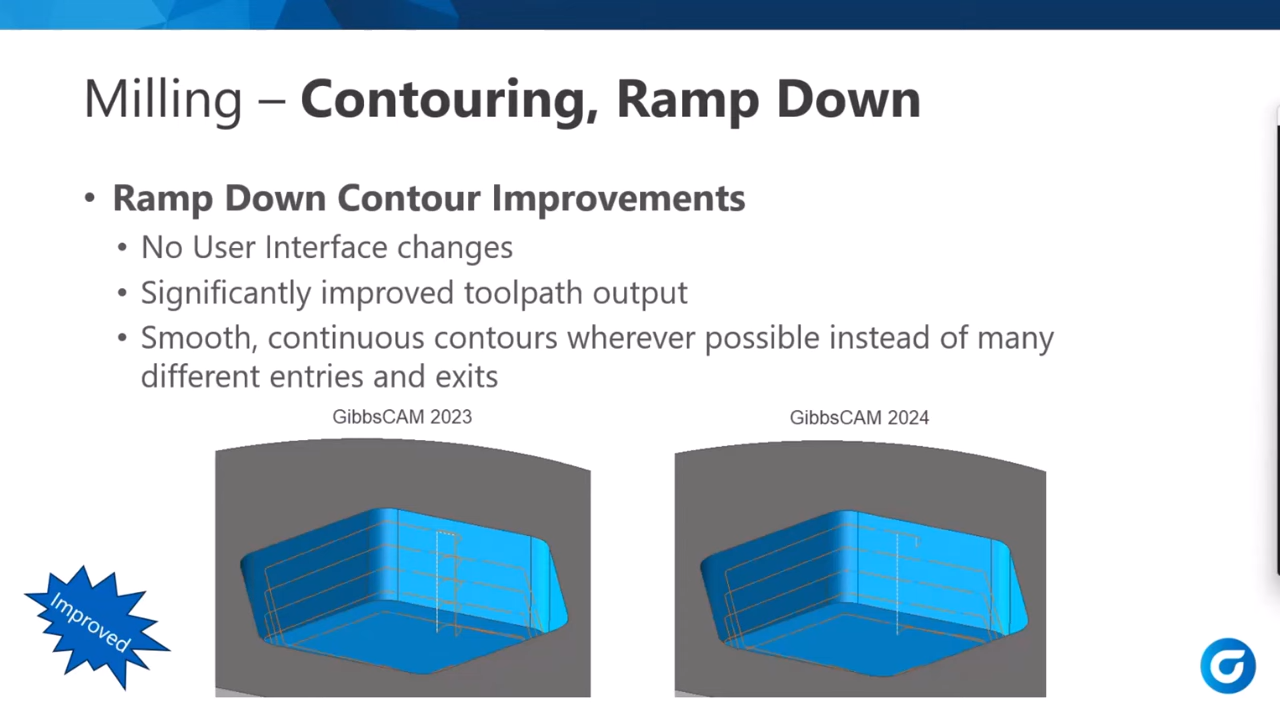 Milling – Contouring, Ramp Down
• Ramp Down Contour Improvements
• No User Interface changes
• Significantly improved toolpath output
• Smooth, continuous contours wherever possible instead of many
different entries and exits
GibbsCAM 2023
GibbsCAM 2024
Improved